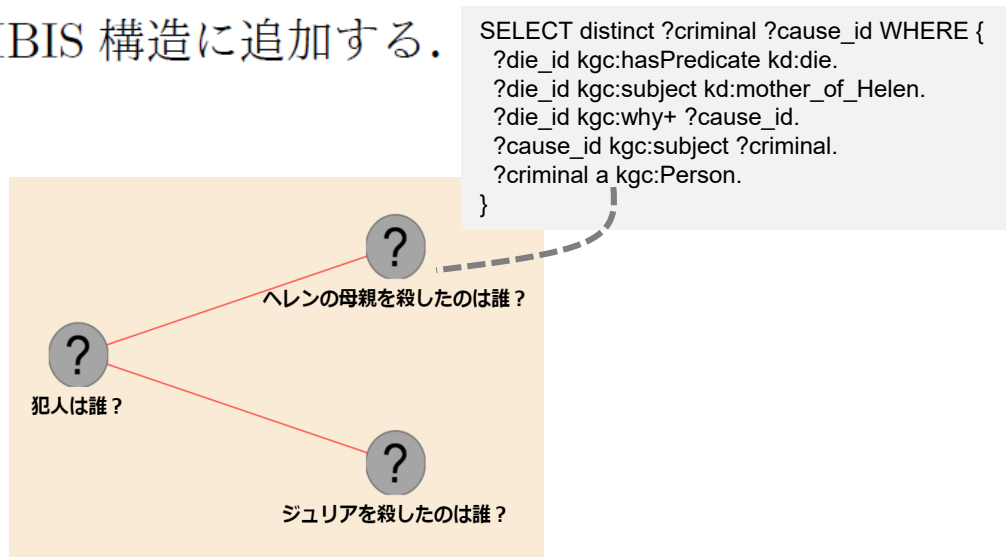 IBIS 構造に追加する．
SELECT distinct ?criminal ?cause_id WHERE {
?die_id kgc:hasPredicate kd:die.
?die_id kgc:subject kd:mother_of_Helen.
?die_id kgc:why+ ?cause_id.
?cause_id kgc:subject ?criminal.
?criminal a kgc:Person.
}
?
ヘレンの母親を殺したのは誰？
?
犯人は誰？
?
ジュリアを殺したのは誰？